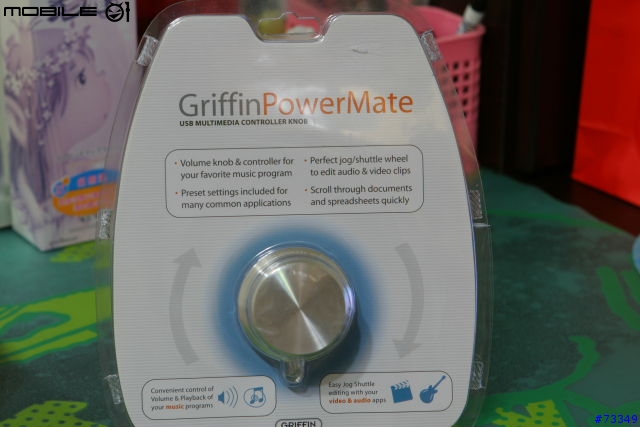 MOBILE01
GriffinPowerMate
USB MULTIMEDIA CONTROLLER KNOB
• Volume knob & controller for
your favorite music program
• Preset settings included for
many common applications
• Perfect jog/shuttle wheel
to edit audio & video clips
• Scroll through documents
and spreadsheets quickly
Convenient control of
Volume & Playback of
your music programs
Easy Jog Shuttle
editing with your
video & audio apps
GRIFFIN
#73349